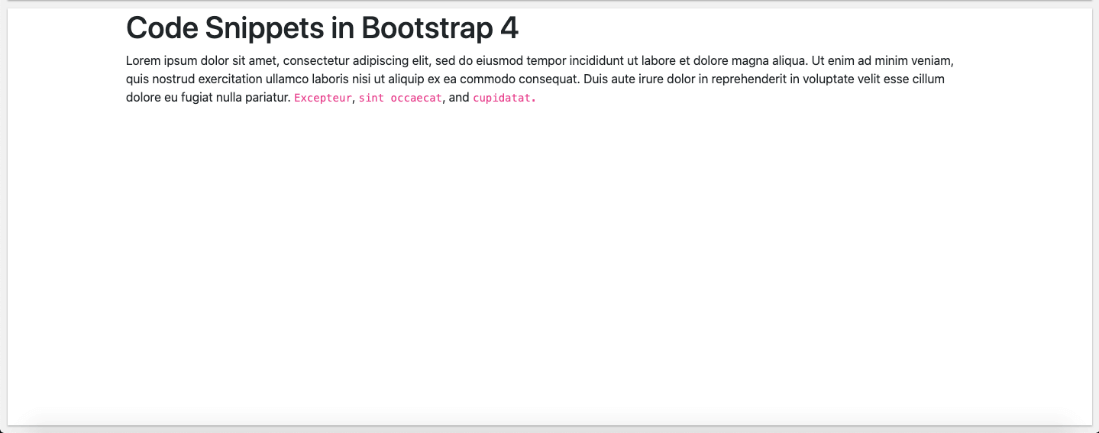 Code Snippets in Bootstrap 4
Lorem ipsum dolor sit amet, consectetur adipiscing elit, sed do eiusmod tempor incididunt ut labore et dolore magna aliqua. Ut enim ad minim veniam,
quis nostrud exercitation ullamco laboris nisi ut aliquip ex ea commodo consequat. Duis aute irure dolor in reprehenderit in voluptate velit esse cillum
dolore eu fugiat nulla pariatur. Excepteur, sint occaecat, and cupidatat.